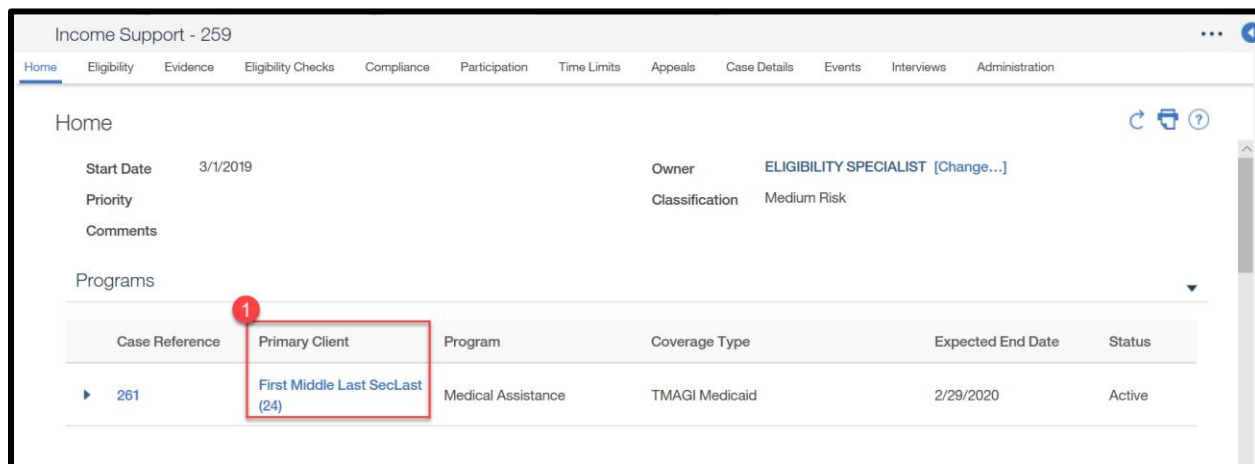 Income Support - 259
Home Eligibility Evidence Eligibility Checks Compliance Participation Time Limits Appeals Case Details Events Interviews Administration
Home
Start Date 3/1/2019 Owner ELIGIBILITY SPECIALIST [Change...]
Priority Classification Medium Risk
Comments
Programs
1
Case Reference Primary Client Program Coverage Type Expected End Date Status
261 First Middle Last SecLast Medical Assistance TMAGI Medicaid 2/29/2020 Active
(24)